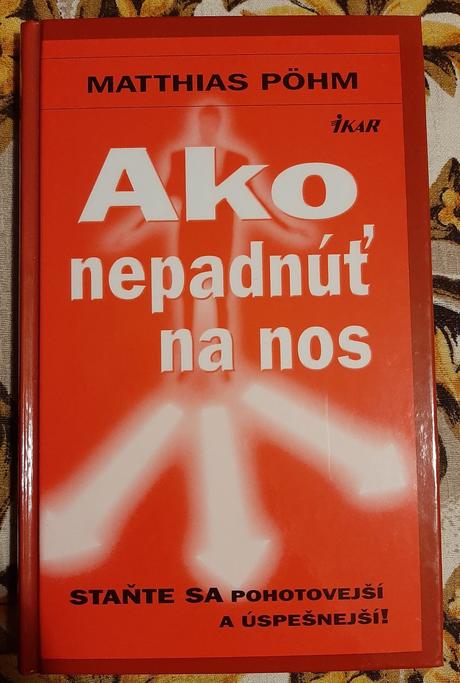 MATTHIAS PÖHM
IKAR
Ako
nepadnúť
na nos
STAŇTE SA POHOTOVEJŠÍ
A ÚSPEŠNEJŠÍ!